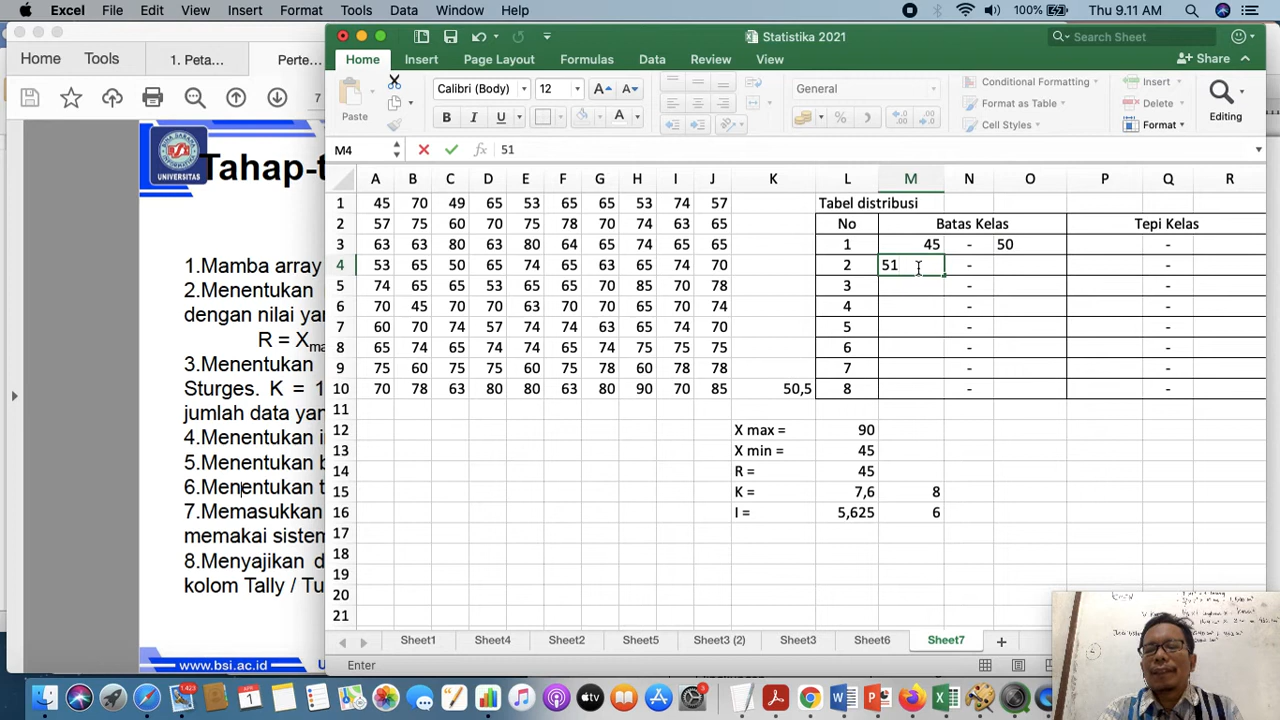 Excel File Edit View Insert Format Tools Data Window Help 100% Thu 9.11 AM
Home Tools 1. Peta... Perte...
7
UNIVERSITAS
Tahap-t
1.Mamba array
2.Menentukan
dengan nilai yan
R = Xma
3.Menentukan
Sturges. K = 1
jumlah data yan
4.Menentukan in
5.Menentukan b
6.Menentukan t
7.Memasukkan
memakai sistem
8.Menyajikan d
kolom Tally / Tu
www.bsi.ac.id U
Statistika 2021
Search Sheet
Home Insert Page Layout Formulas Data Review View Share
Paste
Calibri (Body) 12
General
Conditional Formatting
Format as Table
Cell Styles
Insert
Delete
Format
Editing
M4 fx 51
A B C D E F G H I J K L M N O P Q R
1 45 70 49 65 53 65 65 53 74 57 Tabel distribusi
2 57 75 60 70 75 78 70 74 63 65 No Batas Kelas Tepi Kelas
3 63 63 80 63 80 64 65 74 65 65 1 45 - 50 -
4 53 65 50 65 74 65 63 65 74 70 2 51 - -
5 74 65 65 53 65 65 70 85 70 78 3 - -
6 70 45 70 70 63 70 70 65 70 74 4 - -
7 60 70 74 57 74 74 63 65 74 70 5 - -
8 65 74 65 74 74 65 74 75 75 75 6 - -
9 75 60 75 75 60 75 78 60 78 78 7 - -
10 70 78 63 80 80 63 80 90 70 85 50,5 8 - -
11
12 X max = 90
13 X min = 45
14 R = 45
15 K = 7,6 8
16 I = 5,625 6
17
18
19
20
21
Sheet1 Sheet4 Sheet2 Sheet5 Sheet3 (2) Sheet3 Sheet6 Sheet7
Enter